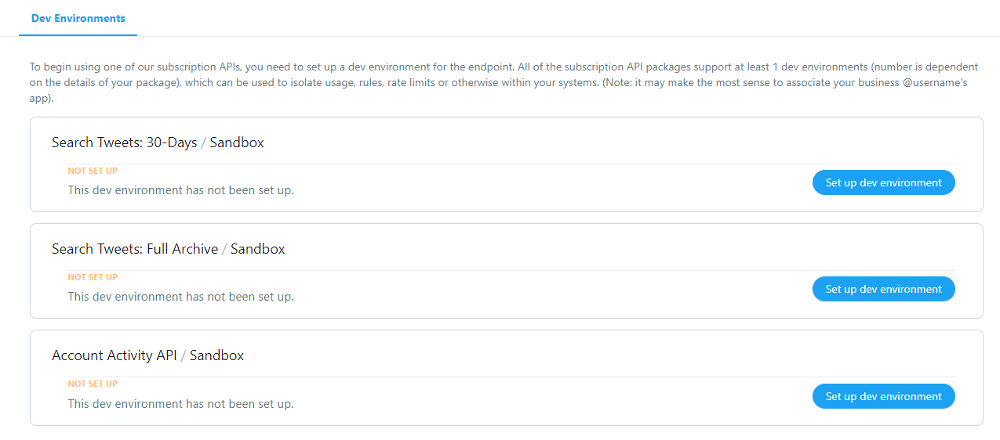 Dev Environments
To begin using one of our subscription APIs, you need to set up a dev environment for the endpoint. All of the subscription API packages support at least 1 dev environments (number is dependent
on the details of your package), which can be used to isolate usage, rules, rate limits or otherwise within your systems. (Note: it may make the most sense to associate your business @username's
app).
Search Tweets: 30-Days / Sandbox
NOT SET UP
This dev environment has not been set up.
Set up dev environment
Search Tweets: Full Archive / Sandbox
NOT SET UP
This dev environment has not been set up.
Set up dev environment
Account Activity API / Sandbox
NOT SET UP
This dev environment has not been set up.
Set up dev environment